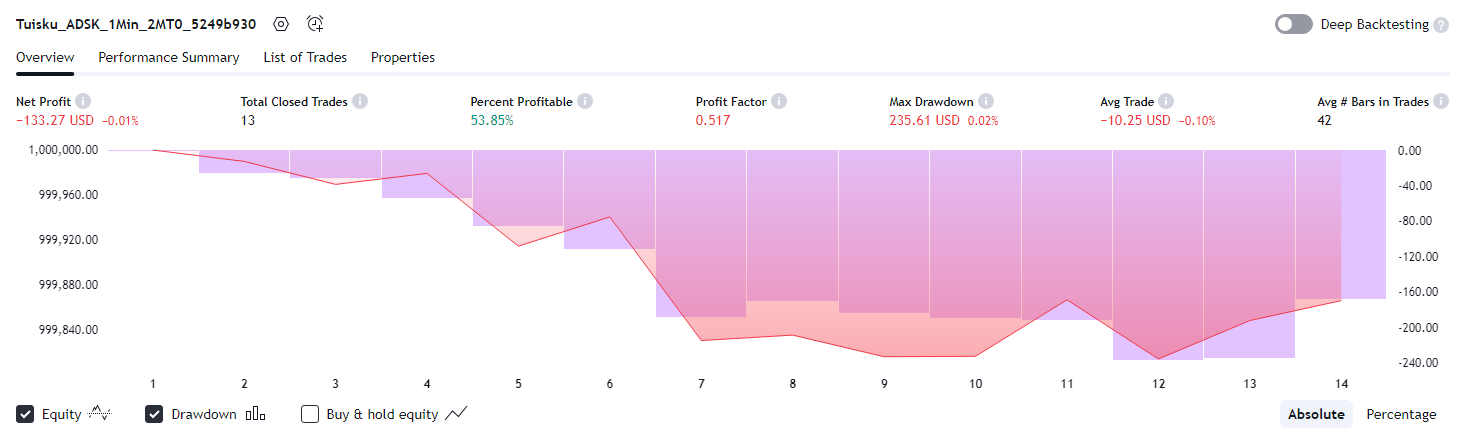 Tuisku_ADSK_1Min_2MT0_5249b930
Deep Backtesting ?
Overview Performance Summary List of Trades Properties
Net Profit i Total Closed Trades i Percent Profitable i Profit Factor i Max Drawdown i Avg Trade i Avg # Bars in Trades i
−133.27 USD −0.01% 13 53.85% 0.517 235.61 USD 0.02% −10.25 USD −0.10% 42
1,000,000.00 0.00
999,960.00 -40.00
999,920.00 -80.00
999,880.00 -120.00
999,840.00 -160.00
-200.00
-240.00
1 2 3 4 5 6 7 8 9 10 11 12 13 14
Equity Drawdown Buy & hold equity Absolute Percentage